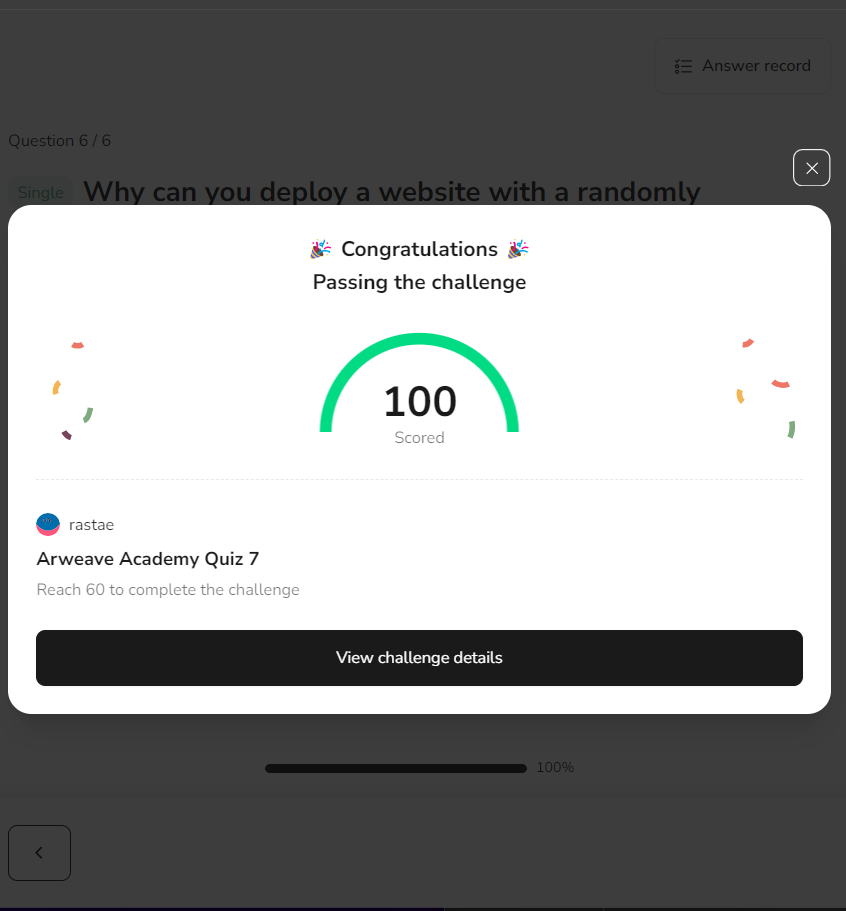 Answer record
Question 6 / 6
Single Why can you deploy a website with a randomly
Congratulations
Passing the challenge
100
Scored
rastae
Arweave Academy Quiz 7
Reach 60 to complete the challenge
View challenge details
100%